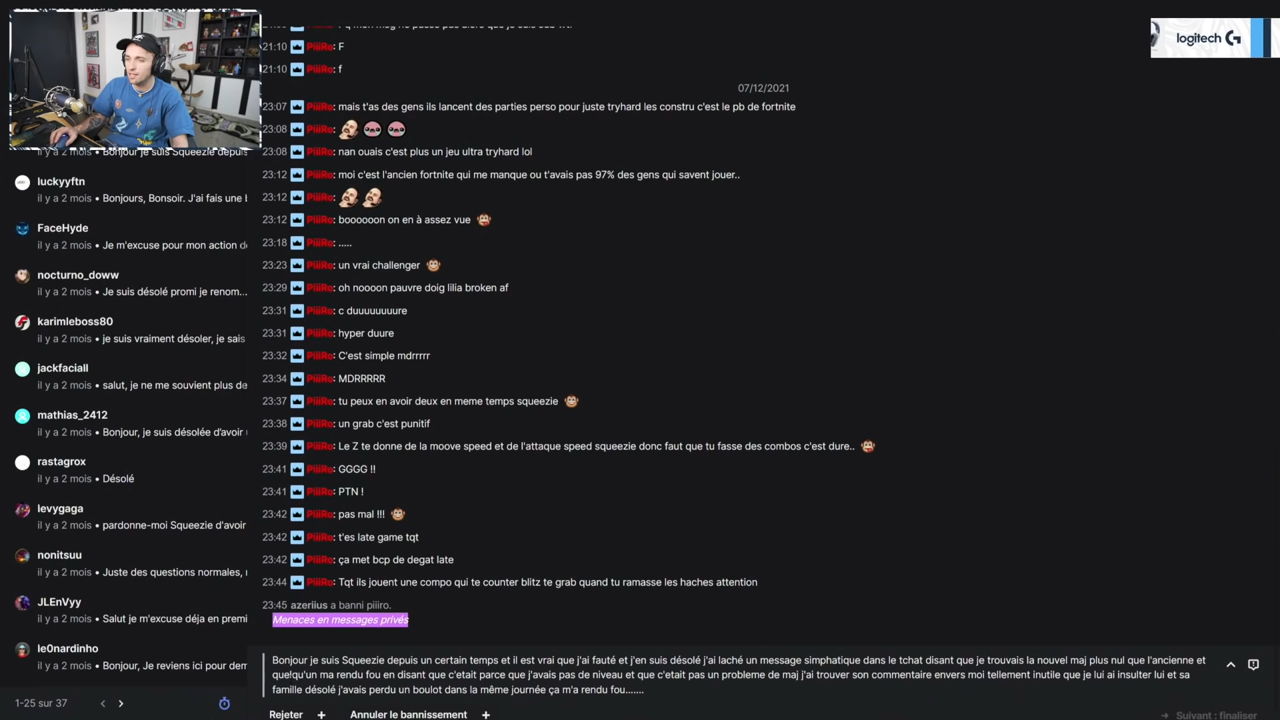 logitech G
21:10 PiiiRo: F
21:10 PiiiRo: f
07/12/2021
23:07 PiiiRo: mais t'as des gens ils lancent des parties perso pour juste tryhard les constru c'est le pb de fortnite
23:08 PiiiRo:
23:08 PiiiRo: nan ouais c'est plus un jeu ultra tryhard lol
23:12 PiiiRo: moi c'est l'ancien fortnite qui me manque ou t'avais pas 97% des gens qui savent jouer..
23:12 PiiiRo:
23:12 PiiiRo: boooooon on en à assez vue
23:18 PiiiRo: .....
23:23 PiiiRo: un vrai challenger
23:29 PiiiRo: oh noooon pauvre doig lilia broken af
23:31 PiiiRo: c duuuuuuuure
23:31 PiiiRo: hyper duure
23:32 PiiiRo: C'est simple mdrrrrr
23:34 PiiiRo: MDRRRRR
23:37 PiiiRo: tu peux en avoir deux en meme temps squeezie
23:38 PiiiRo: un grab c'est punitif
23:39 PiiiRo: Le Z te donne de la moove speed et de l'attaque speed squeezie donc faut que tu fasse des combos c'est dure..
23:41 PiiiRo: GGGG !!
23:41 PiiiRo: PTN !
23:42 PiiiRo: pas mal !!!
23:42 PiiiRo: t'es late game tqt
23:42 PiiiRo: ça met bcp de degat late
23:44 PiiiRo: Tqt ils jouent une compo qui te counter blitz te grab quand tu ramasse les haches attention
23:45 azeriius a banni piiiro.
Menaces en messages privés
il y a 2 mois • Bonjour je suis Squeezie depuis
luckyyftn
il y a 2 mois • Bonjours, Bonsoir. J'ai fais une
FaceHyde
il y a 2 mois • Je m'excuse pour mon action
nocturno_doww
il y a 2 mois • Je suis désolé promi je renom...
karimleboss80
il y a 2 mois • je suis vraiment désoler, je sais
jackfaciall
il y a 2 mois • salut, je ne me souvient plus de
mathias_2412
il y a 2 mois • Bonjour, je suis désolée d'avoir
rastagrox
il y a 2 mois • Désolé
levygaga
il y a 2 mois • pardonne-moi Squeezie d'avoir
nonitsuu
il y a 2 mois • Juste des questions normales,
JLEnVyy
il y a 2 mois • Salut je m'excuse déja en premi
le0nardinho
il y a 2 mois • Bonjour, Je reviens ici pour dem
1-25 sur 37
Bonjour je suis Squeezie depuis un certain temps et il est vrai que j'ai fauté et j'en suis désolé j'ai laché un message simphatique dans le tchat disant que je trouvais la nouvel maj plus nul que l'ancienne et
quelqu'un ma rendu fou en disant que c'etait parce que j'avais pas de niveau et que c'etait pas un probleme de maj j'ai trouver son commentaire envers moi tellement inutile que je lui ai insulter lui et sa
famille désolé j'avais perdu un boulot dans la même journée ça m'a rendu fou.......
Rejeter + Annuler le bannissement +
Suivant : finaliser